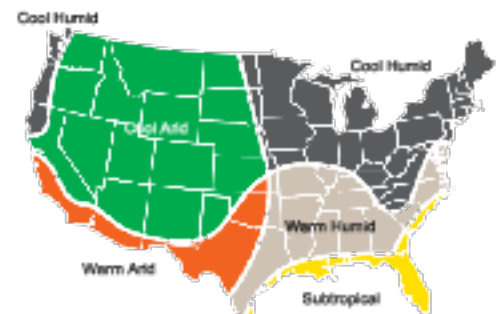 Cool Humid
Cool Humid
Cool Arid
Warm Humid
Warm Arid
Subtropical